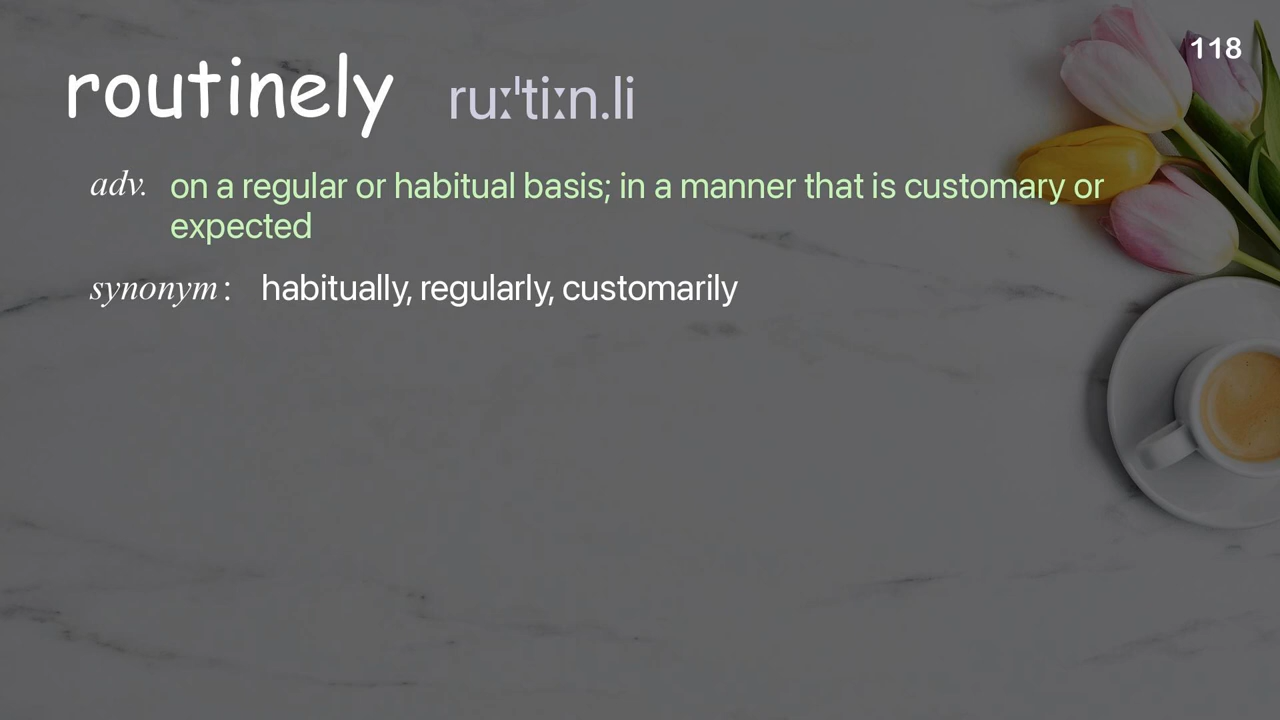 118
routinely ruːˈtiːn.li
adv. on a regular or habitual basis; in a manner that is customary or
expected
synonym : habitually, regularly, customarily